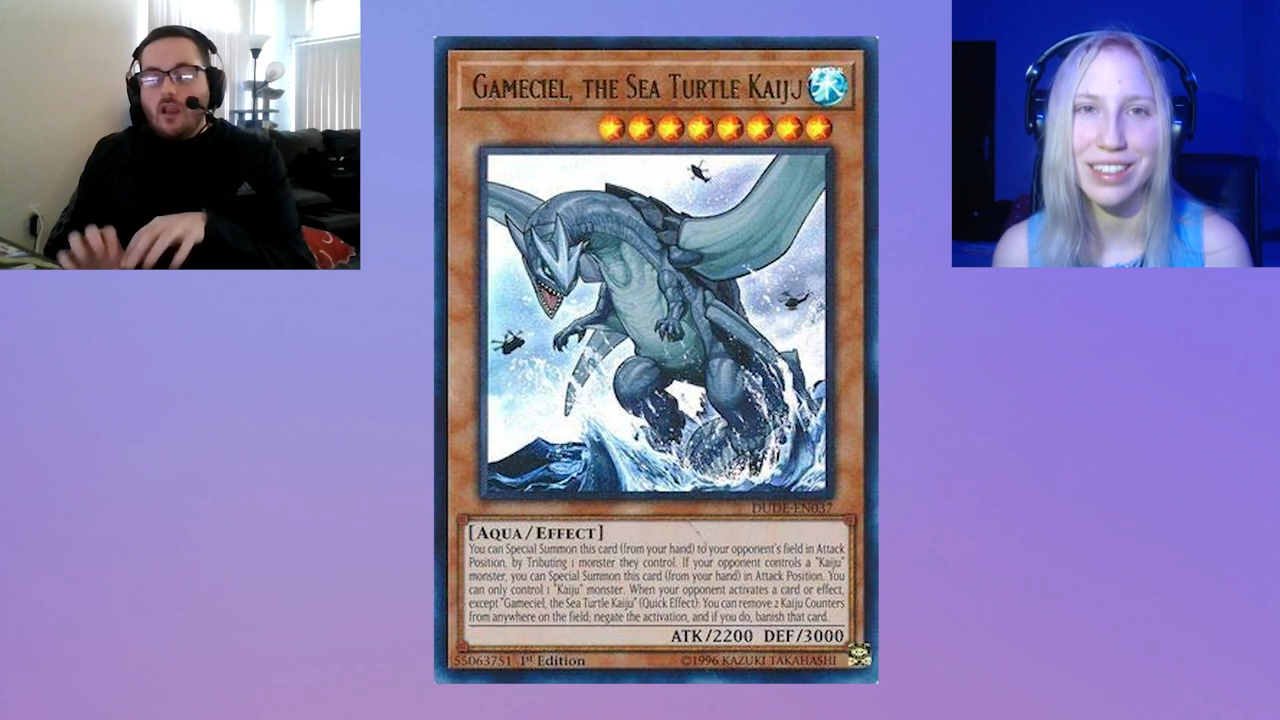 GAMECIEL, THE SEA TURTLE KAIJU
DUDE-EN037
[AQUA/EFFECT]
You can Special Summon this card (from your hand) to your opponent's field in Attack
Position, by Tributing 1 monster they control. If your opponent controls a "Kaiju"
monster, you can Special Summon this card (from your hand) in Attack Position. You
can only control 1 "Kaiju" monster. When your opponent activates a card or effect,
except "Gameciel, the Sea Turtle Kaiju" (Quick Effect): You can remove 2 Kaiju Counters
from anywhere on the field; negate the activation, and if you do, banish that card.
ATK/2200 DEF/3000
55063751 1st Edition ©1996 KAZUKI TAKAHASHI